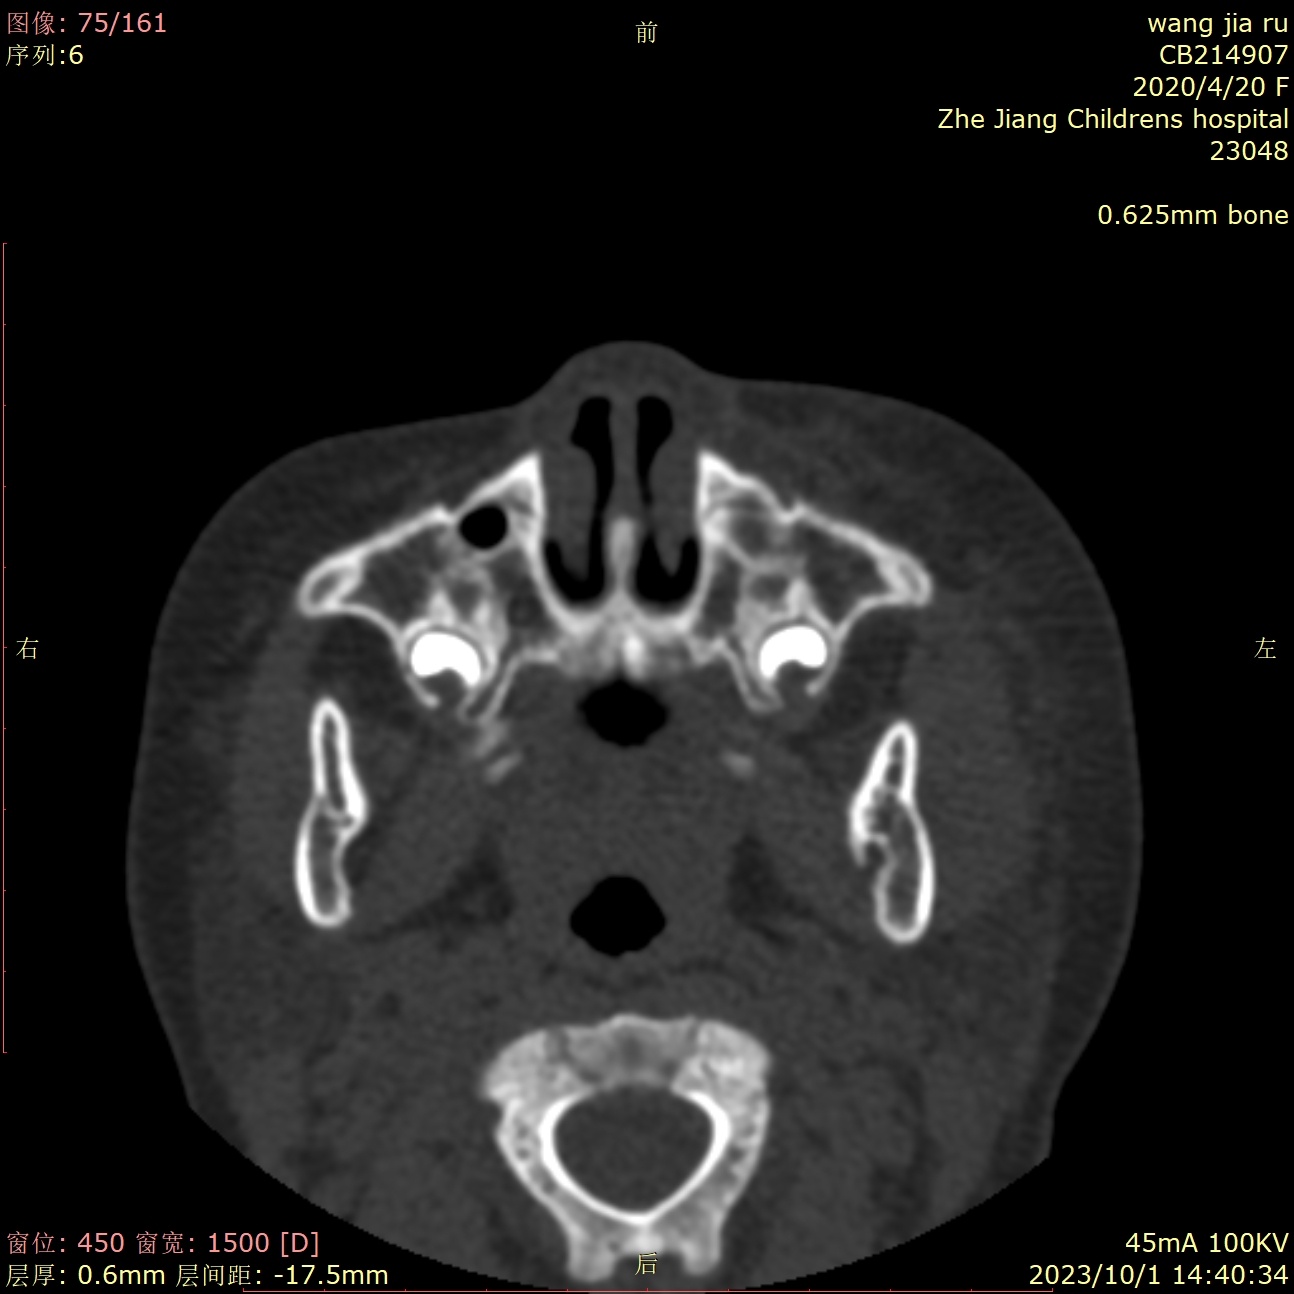 图像: 75/161
序列:6
前
wang jia ru
CB214907
2020/4/20 F
Zhe Jiang Childrens hospital
23048
0.625mm bone
右
左
窗位: 450 窗宽: 1500 [D]
层厚: 0.6mm 层间距: -17.5mm
后
45mA 100KV
2023/10/1 14:40:34